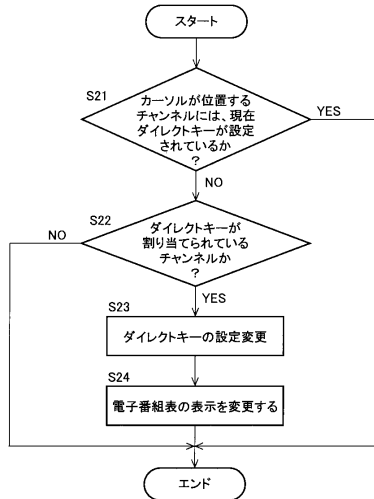 スタート
S21
カーソルが位置する
チャンネルには、現在
ダイレクトキーが設定
されているか
?
YES
NO
S22
ダイレクトキーが
割り当てられている
チャンネルか
?
NO
YES
S23
ダイレクトキーの設定変更
S24
電子番組表の表示を変更する
エンド